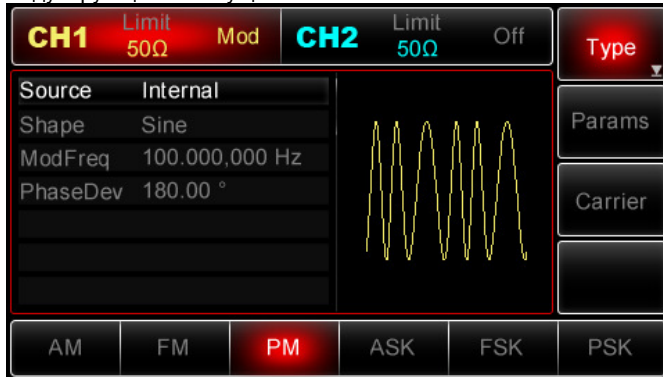 CH1 Limit 50Ω Mod CH2 Limit 50Ω Off
Type
Source Internal
Shape Sine
ModFreq 100.000,000 Hz
PhaseDev 180.00 °
Params
Carrier
AM FM PM ASK FSK PSK